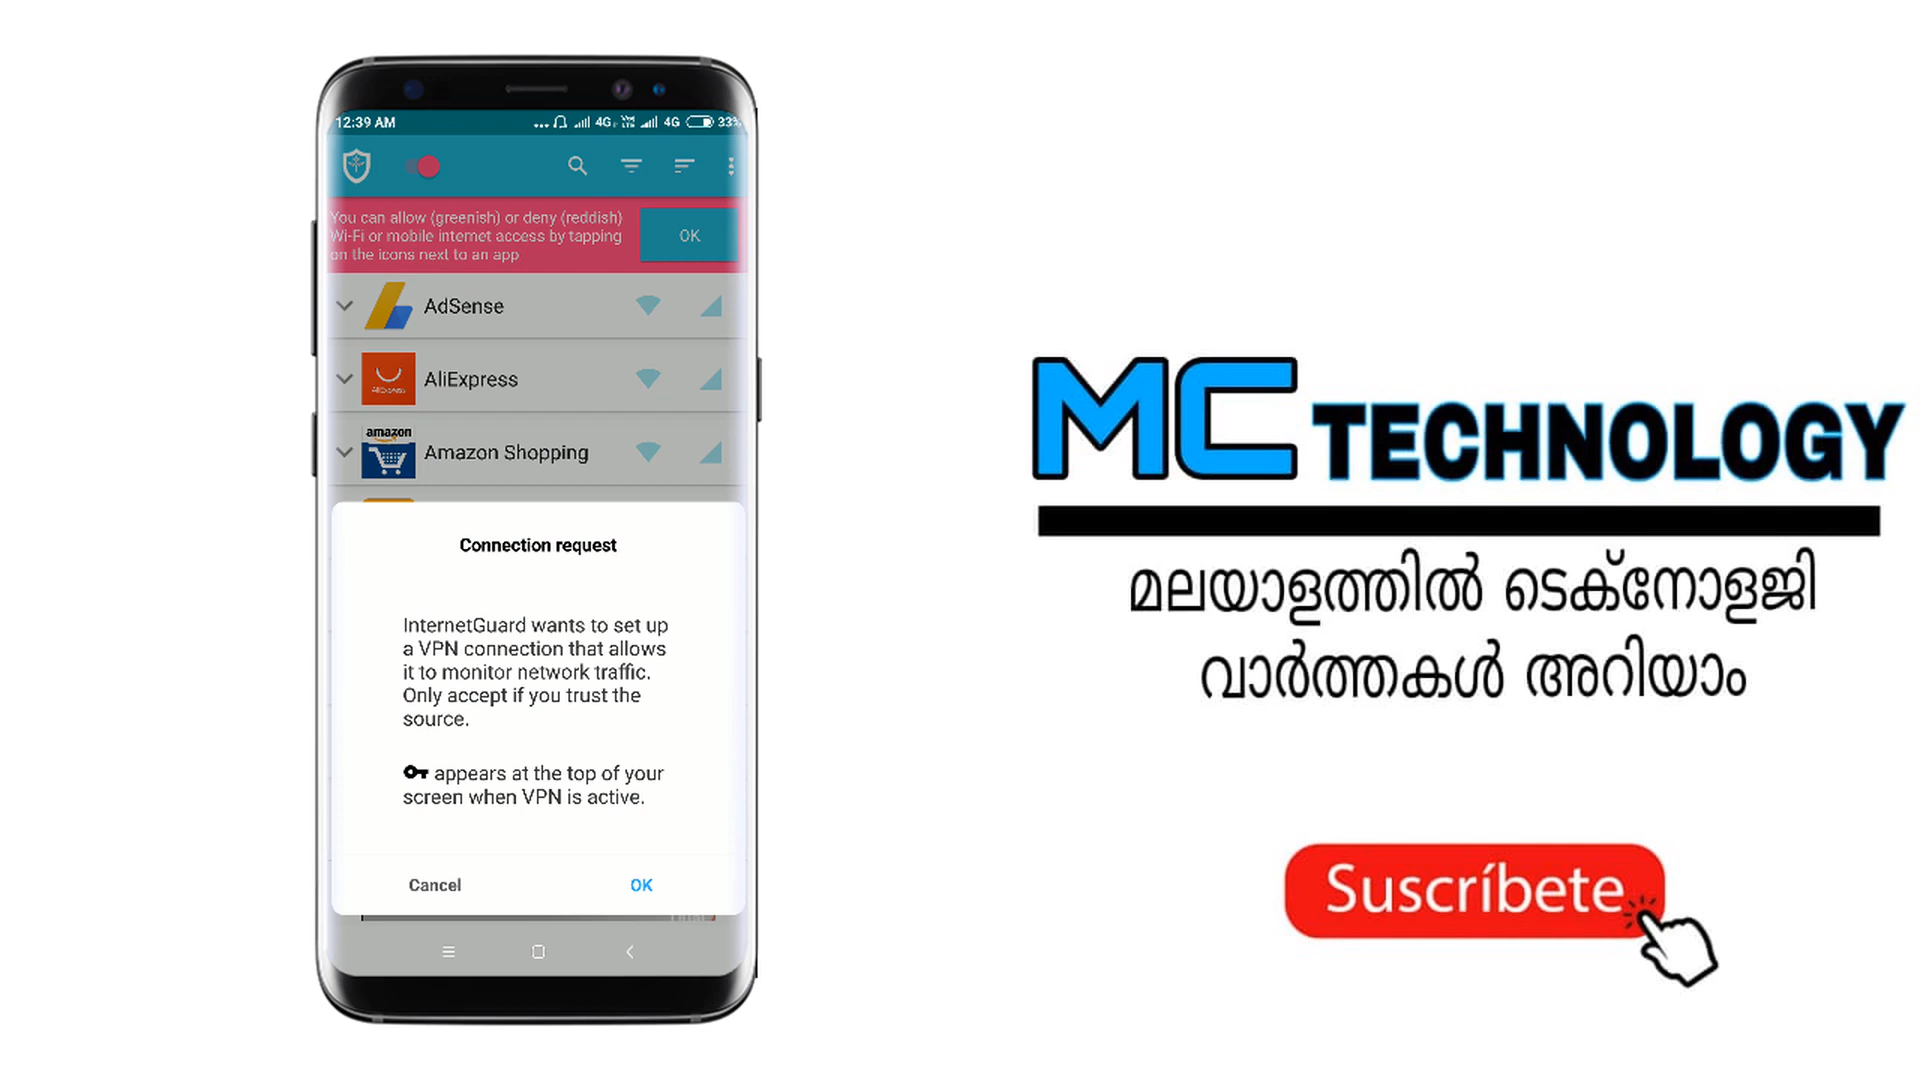 12:39 AM
4G
4G
33%
You can allow (greenish) or deny (reddish)
Wi-Fi or mobile internet access by tapping
on the icons next to an app
OK
AdSense
AliExpress
AliExpress
amazon
Amazon Shopping
Connection request
InternetGuard wants to set up
a VPN connection that allows
it to monitor network traffic.
Only accept if you trust the
source.
appears at the top of your
screen when VPN is active.
Cancel
OK
MC TECHNOLOGY
മലയാളത്തിൽ ടെക്നോളജി
വാർത്തകൾ അറിയാം
Suscríbete